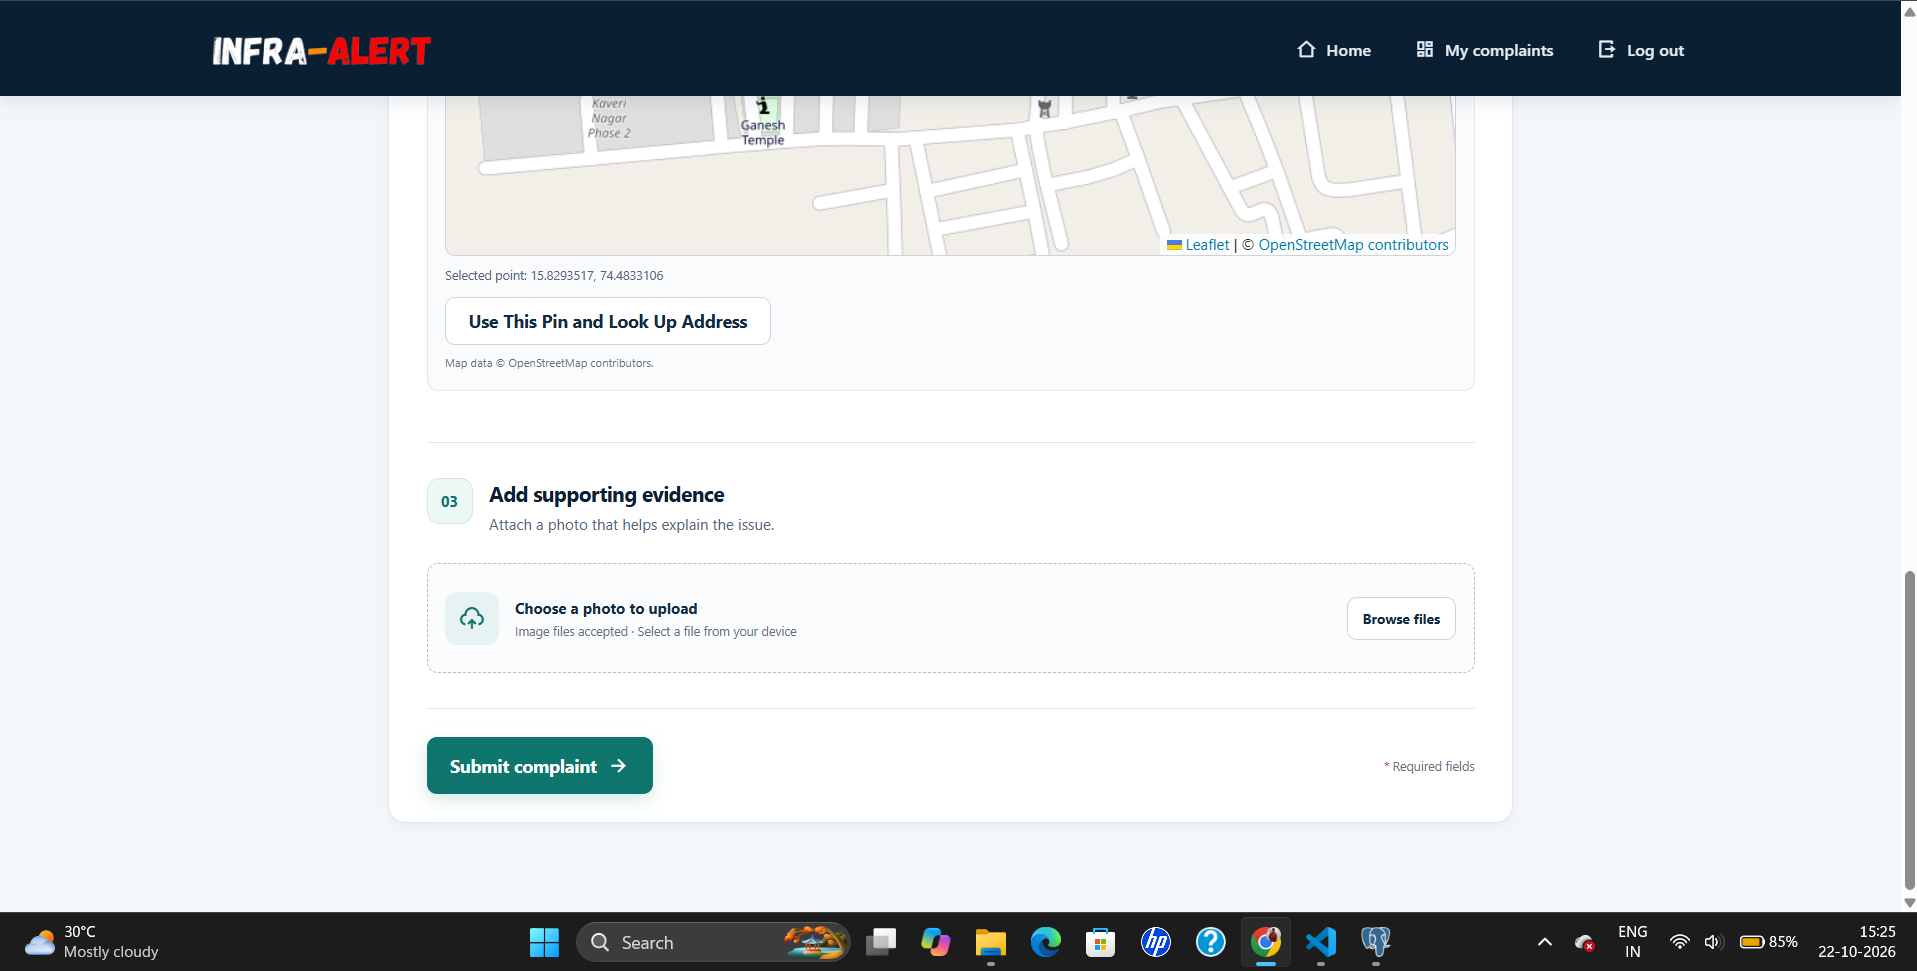 INFRA-ALERT
Home
My complaints
Log out
Kaveri
Nagar
Phase 2
Ganesh
Temple
Leaflet | © OpenStreetMap contributors
Selected point: 15.8293517, 74.4833106
Use This Pin and Look Up Address
Map data © OpenStreetMap contributors.
03
Add supporting evidence
Attach a photo that helps explain the issue.
Choose a photo to upload
Image files accepted · Select a file from your device
Browse files
Submit complaint →
* Required fields
30°C
Mostly cloudy
Search
hp
?
ENG
IN
85%
15:25
22-10-2026